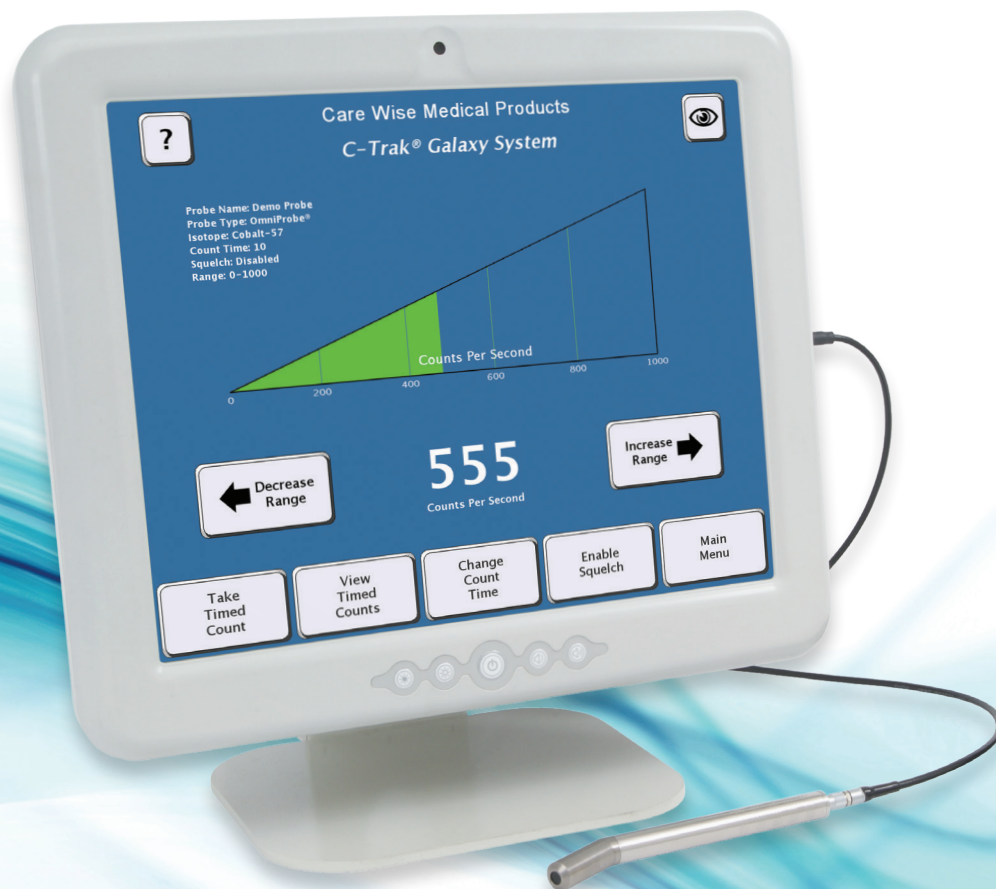 ?
Care Wise Medical Products
C-Trak® Galaxy System
Probe Name: Demo Probe
Probe Type: OmniProbe®
Isotope: Cobalt-57
Count Time: 10
Squelch: Disabled
Range: 0-1000
Counts Per Second
0
200
400
600
800
1000
Decrease
Range
555
Counts Per Second
Increase
Range
Take
Timed
Count
View
Timed
Counts
Change
Count
Time
Enable
Squelch
Main
Menu